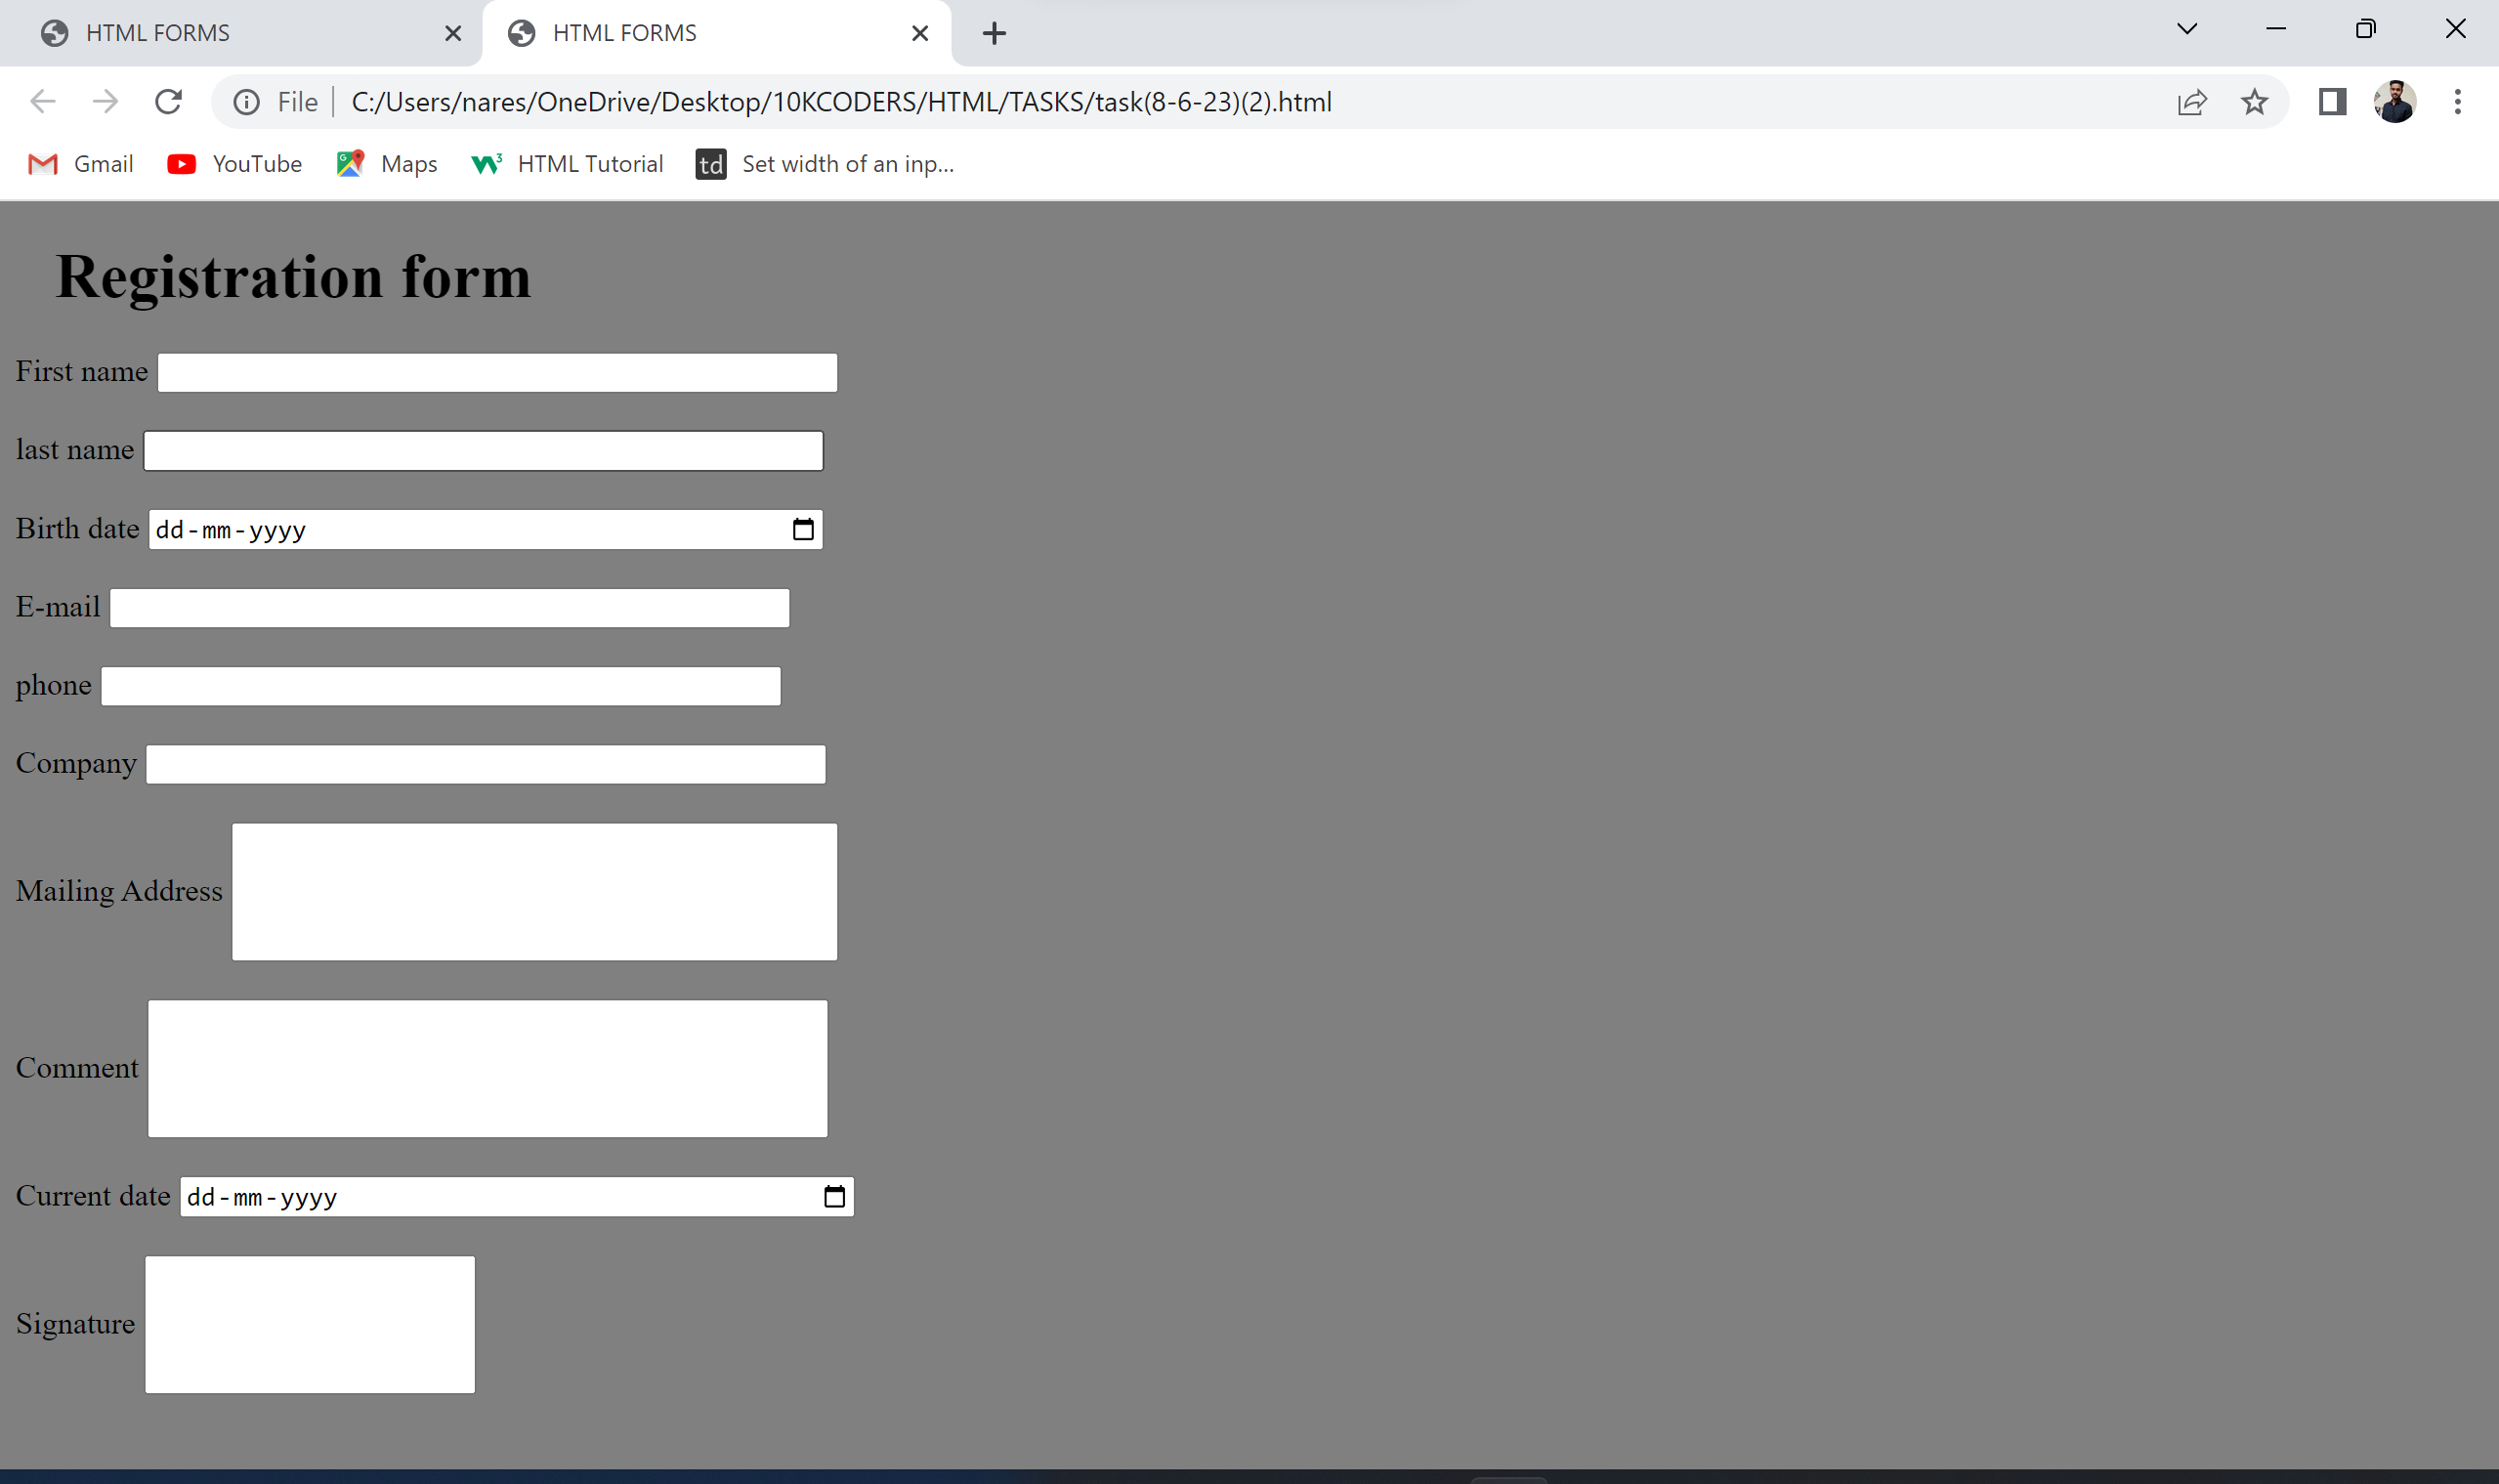 HTML FORMS HTML FORMS
File C:/Users/nares/OneDrive/Desktop/10KCODERS/HTML/TASKS/task(8-6-23)(2).html
Gmail YouTube Maps HTML Tutorial td Set width of an inp...
Registration form
First name
last name
Birth date dd-mm-yyyy
E-mail
phone
Company
Mailing Address
Comment
Current date dd-mm-yyyy
Signature